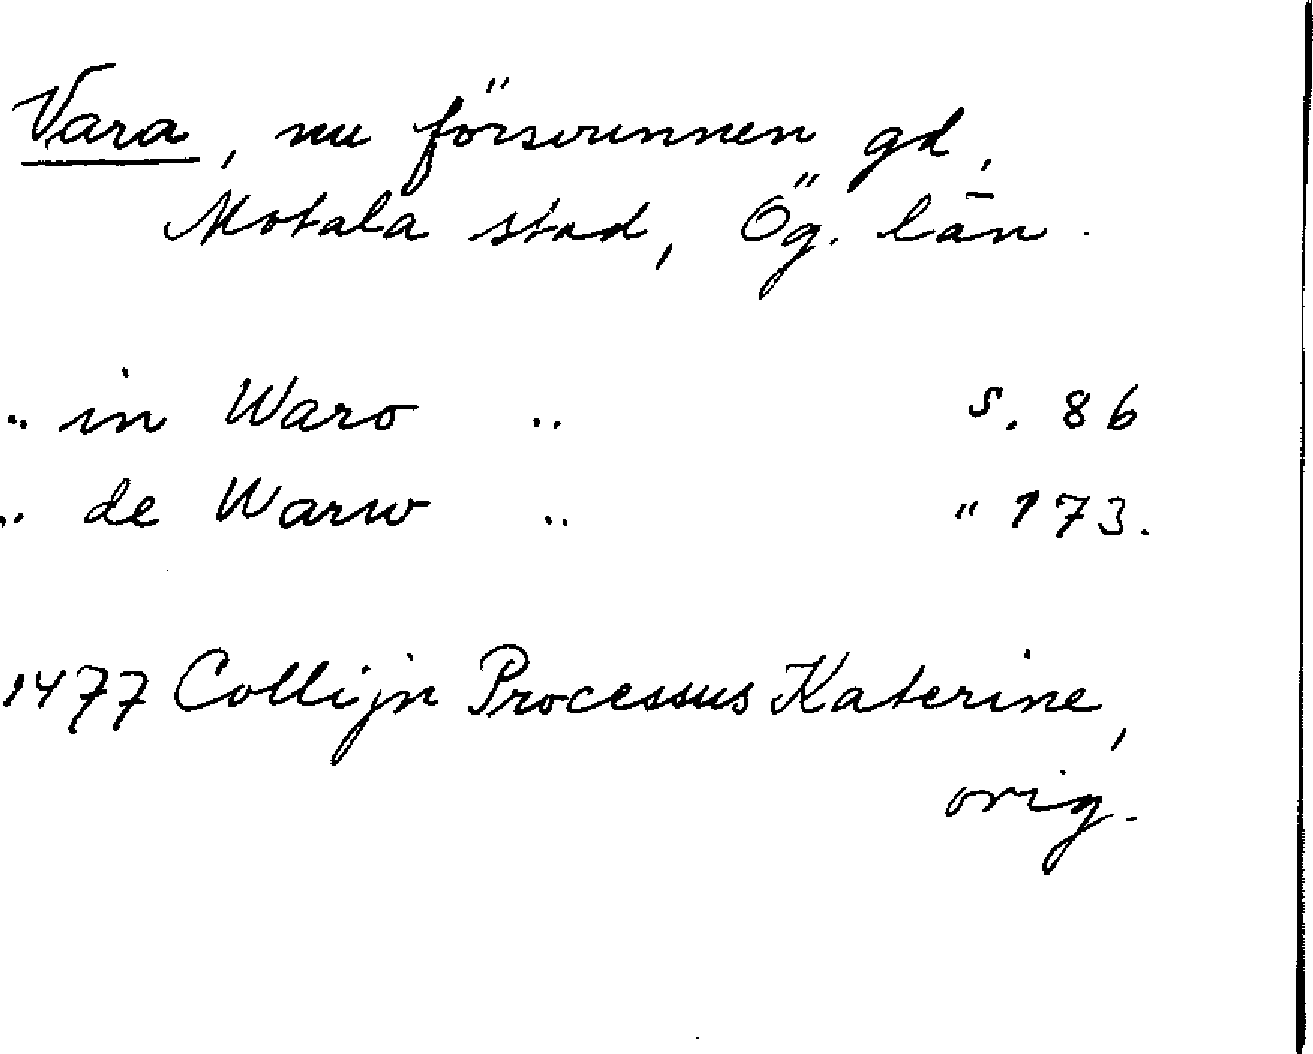 Vara, nu försvunnen gd,
Motala stad, Ög. län.
.. in Waro .. s. 86
.. de Warw .. " 173.
1477 Collijn Processus Katerine,
orig.